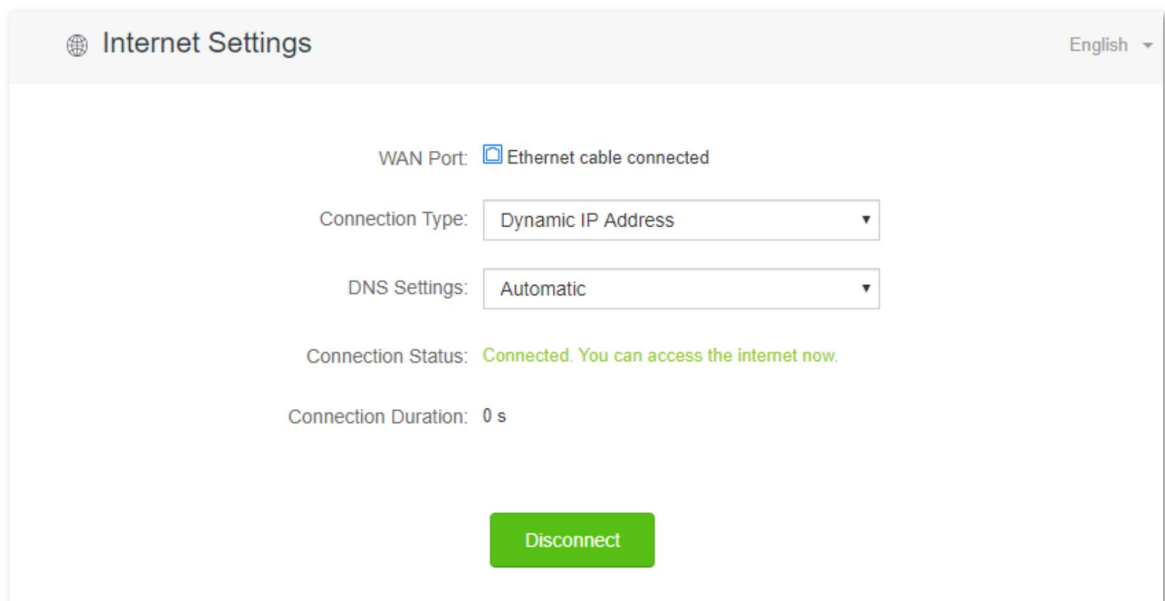 Internet Settings
English
WAN Port: Ethernet cable connected
Connection Type: Dynamic IP Address
DNS Settings: Automatic
Connection Status: Connected. You can access the internet now.
Connection Duration: 0 s
Disconnect